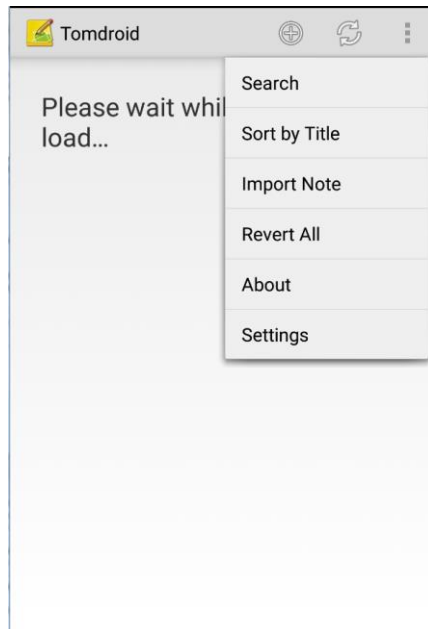 Tomdroid
Search
Please wait whil
load...
Sort by Title
Import Note
Revert All
About
Settings